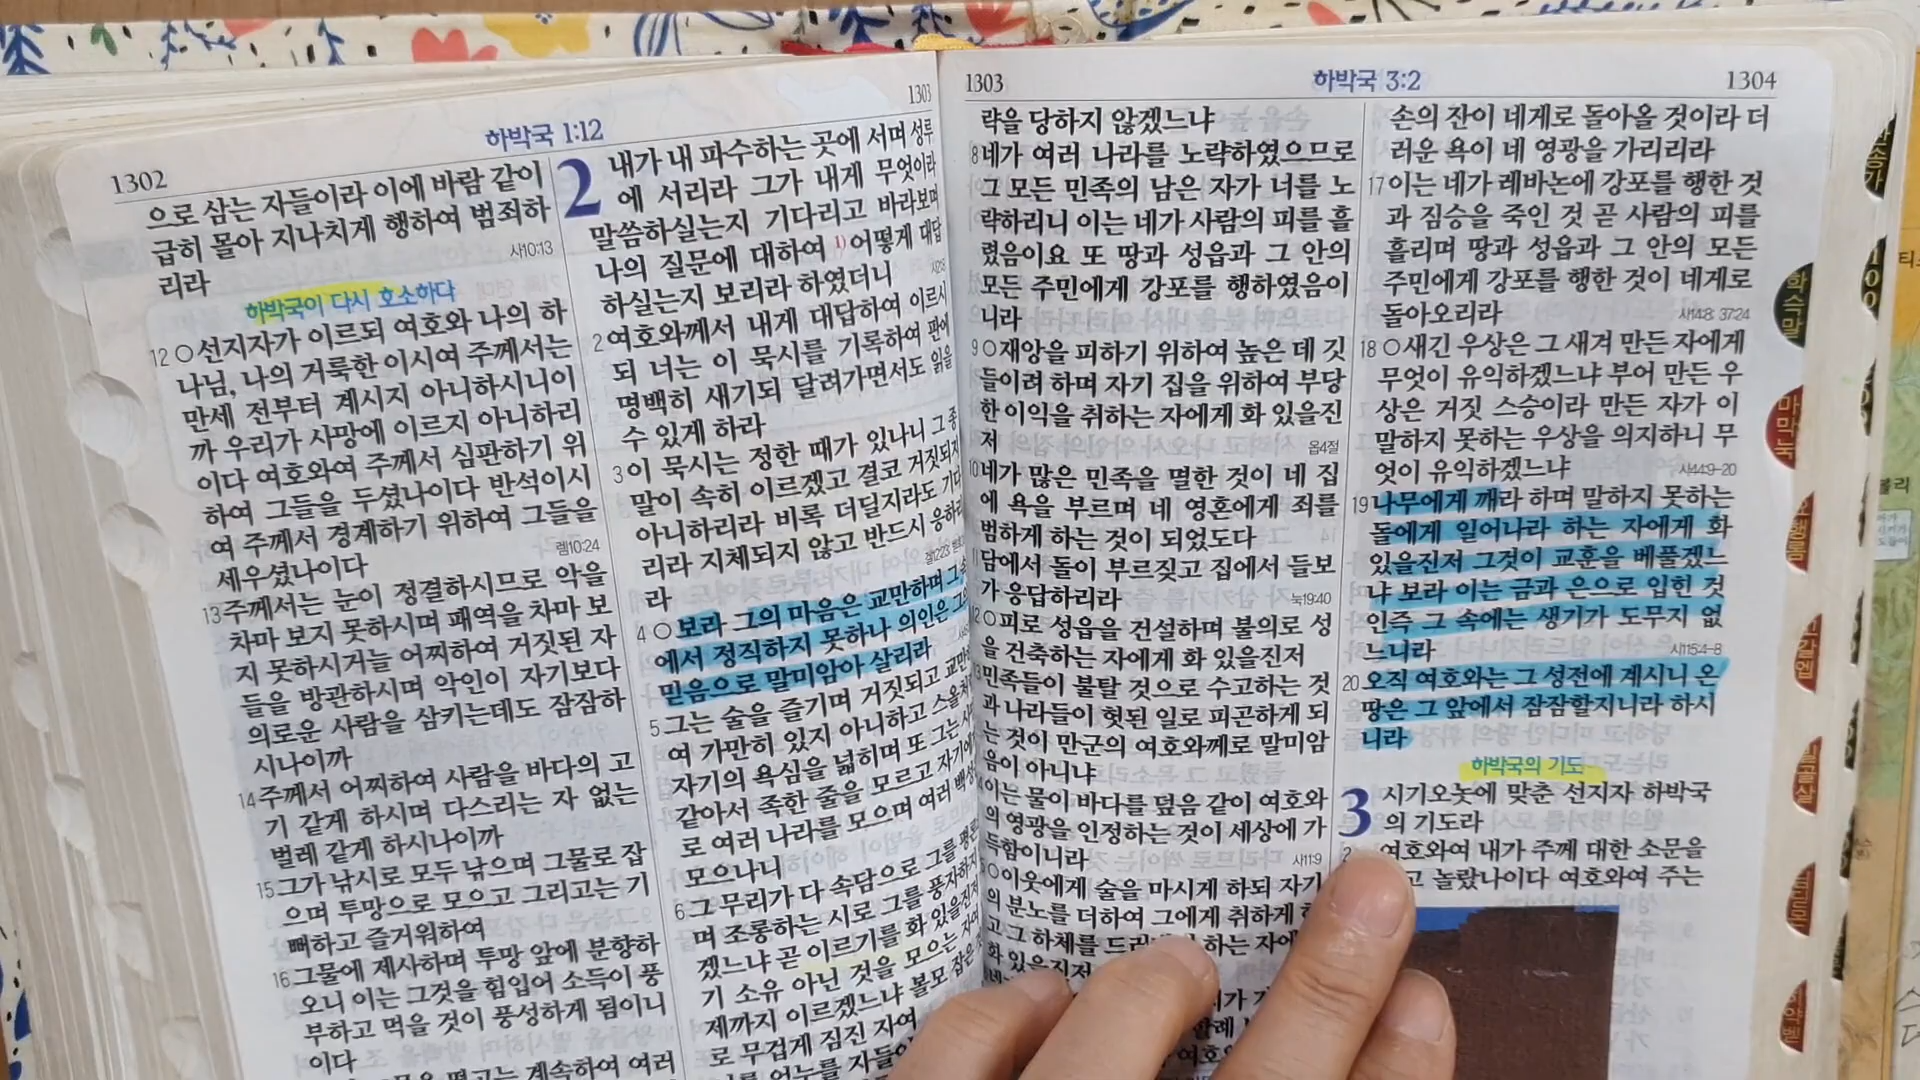 1302
하박국 1:12
1303
으로 삼는 자들이라 이에 바람 같이
급히 몰아 지나치게 행하여 범죄하
리라
사10:13
하박국이 다시 호소하다
12 ○선지자가 이르되 여호와 나의 하
나님, 나의 거룩한 이시여 주께서는
만세 전부터 계시지 아니하시니이
까 우리가 사망에 이르지 아니하리
이다 여호와여 주께서 심판하기 위
하여 그들을 두셨나이다 반석이시
여 주께서 경계하기 위하여 그들을
세우셨나이다
렘10:24
13 주께서는 눈이 정결하시므로 악을
차마 보지 못하시며 패역을 차마 보
지 못하시거늘 어찌하여 거짓된 자
들을 방관하시며 악인이 자기보다
의로운 사람을 삼키는데도 잠잠하
시나이까
14 주께서 어찌하여 사람을 바다의 고
기 같게 하시며 다스리는 자 없는
벌레 같게 하시나이까
15 그가 낚시로 모두 낚으며 그물로 잡
으며 투망으로 모으고 그리고는 기
뻐하고 즐거워하여
16 그물에 제사하며 투망 앞에 분향하
오니 이는 그것을 힘입어 소득이 풍
부하고 먹을 것이 풍성하게 됨이니
이다
계속하여 여러
2 내가 내 파수하는 곳에 서며 성루
에 서리라 그가 내게 무엇이라
말씀하실는지 기다리고 바라보며
나의 질문에 대하여 1)어떻게 대답
하실는지 보리라 하였더니
2 여호와께서 내게 대답하여 이르시
되 너는 이 묵시를 기록하여 판에
명백히 새기되 달려가면서도 읽을
수 있게 하라
3 이 묵시는 정한 때가 있나니 그 종
말이 속히 이르겠고 결코 거짓되지
아니하리라 비록 더딜지라도
리라 지체되지 않고 반드시 응하
라
4 ○보라 그의 마음은 교만하며 그 속
에서 정직하지 못하나 의인은 그의
믿음으로 말미암아 살리라
5 그는 술을 즐기며 거짓되고 교만
여 가만히 있지 아니하고 스올처
자기의 욕심을 넓히며 또 그는
같아서 족한 줄을 모르고 자기에
로 여러 나라를 모으며 여러 백성
모으나니
6 그 무리가 다 속담으로 그를 평론
며 조롱하는 시로 그를 풍자하지
겠느냐 곧 이르기를 화 있을진저
기 소유 아닌 것을 모으는 자여
제까지 이르겠느냐 볼모 잡은
로 무겁게 짐진 자여
1303
하박국 3:2
1304
략을 당하지 않겠느냐
8 네가 여러 나라를 노략하였으므로
그 모든 민족의 남은 자가 너를 노
략하리니 이는 네가 사람의 피를 흘
렸음이요 또 땅과 성읍과 그 안의
모든 주민에게 강포를 행하였음이
니라
9 ○재앙을 피하기 위하여 높은 데 깃
들이려 하며 자기 집을 위하여 부당
한 이익을 취하는 자에게 화 있을진
저
옵4절
10 네가 많은 민족을 멸한 것이 네 집
에 욕을 부르며 네 영혼에게 죄를
범하게 하는 것이 되었도다
담에서 돌이 부르짖고 집에서 들보
가 응답하리라
눅19:40
○피로 성읍을 건설하며 불의로 성
을 건축하는 자에게 화 있을진저
민족들이 불탈 것으로 수고하는 것
과 나라들이 헛된 일로 피곤하게 되
는 것이 만군의 여호와께로 말미암
음이 아니냐
이는 물이 바다를 덮음 같이 여호와
의 영광을 인정하는 것이 세상에 가
득함이니라
사11:9
○이웃에게 술을 마시게 하되 자기
의 분노를 더하여 그에게 취하게
고 그 하체를 하는 자에
화 있을진저
손의 잔이 네게로 돌아올 것이라 더
러운 욕이 네 영광을 가리리라
17 이는 네가 레바논에 강포를 행한 것
과 짐승을 죽인 것 곧 사람의 피를
흘리며 땅과 성읍과 그 안의 모든
주민에게 강포를 행한 것이 네게로
돌아오리라
사14:8; 37:24
18 ○새긴 우상은 그 새겨 만든 자에게
무엇이 유익하겠느냐 부어 만든 우
상은 거짓 스승이라 만든 자가 이
말하지 못하는 우상을 의지하니 무
엇이 유익하겠느냐
사44:9-20
19 나무에게 깨라 하며 말하지 못하는
돌에게 일어나라 하는 자에게 화
있을진저 그것이 교훈을 베풀겠느
냐 보라 이는 금과 은으로 입힌 것
인즉 그 속에는 생기가 도무지 없
느니라
사115:4-8
20 오직 여호와는 그 성전에 계시니 온
땅은 그 앞에서 잠잠할지니라 하시
니라
하박국의 기도
3 시기오놋에 맞춘 선지자 하박국
의 기도라
2 여호와여 내가 주께 대한 소문을
고 놀랐나이다 여호와여 주는